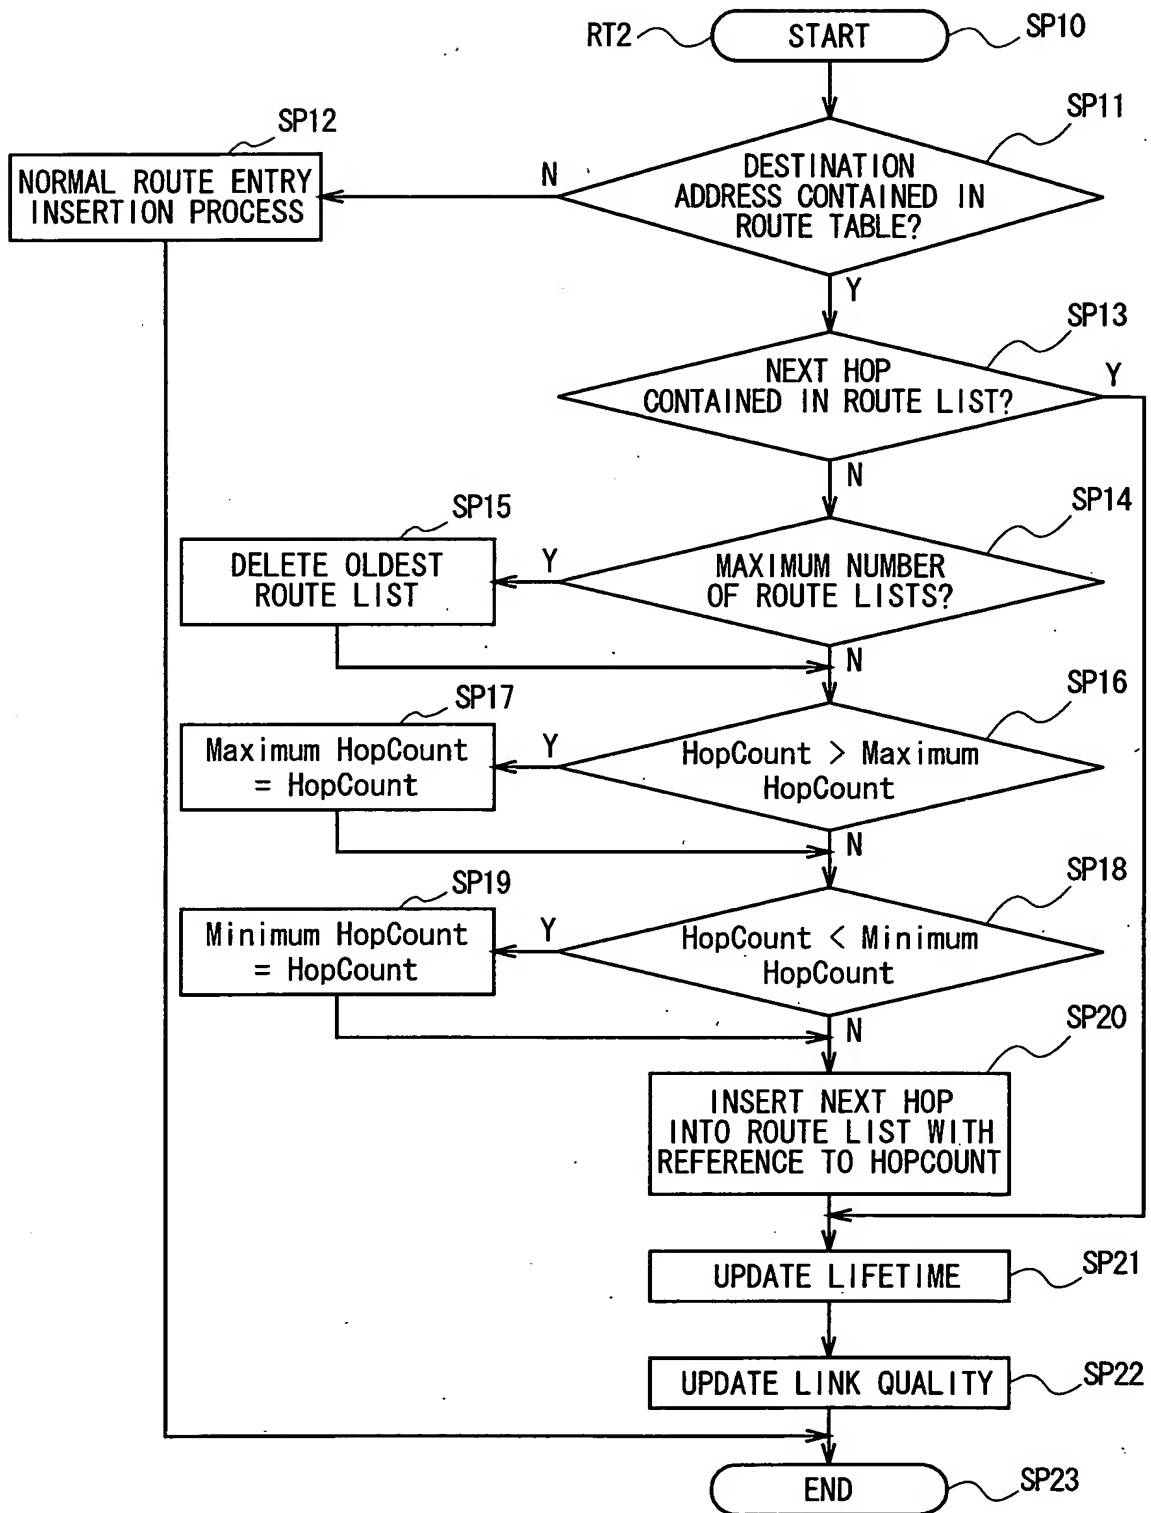 RT2
START
SP10
SP11
SP12
DESTINATION
ADDRESS CONTAINED IN
ROUTE TABLE?
N
NORMAL ROUTE ENTRY
INSERTION PROCESS
Y
SP13
NEXT HOP
CONTAINED IN ROUTE LIST?
Y
N
SP14
SP15
MAXIMUM NUMBER
OF ROUTE LISTS?
Y
DELETE OLDEST
ROUTE LIST
N
SP16
SP17
HopCount > Maximum
HopCount
Y
Maximum HopCount
= HopCount
N
SP18
SP19
HopCount < Minimum
HopCount
Y
Minimum HopCount
= HopCount
N
SP20
INSERT NEXT HOP
INTO ROUTE LIST WITH
REFERENCE TO HOPCOUNT
UPDATE LIFETIME
SP21
UPDATE LINK QUALITY
SP22
END
SP23